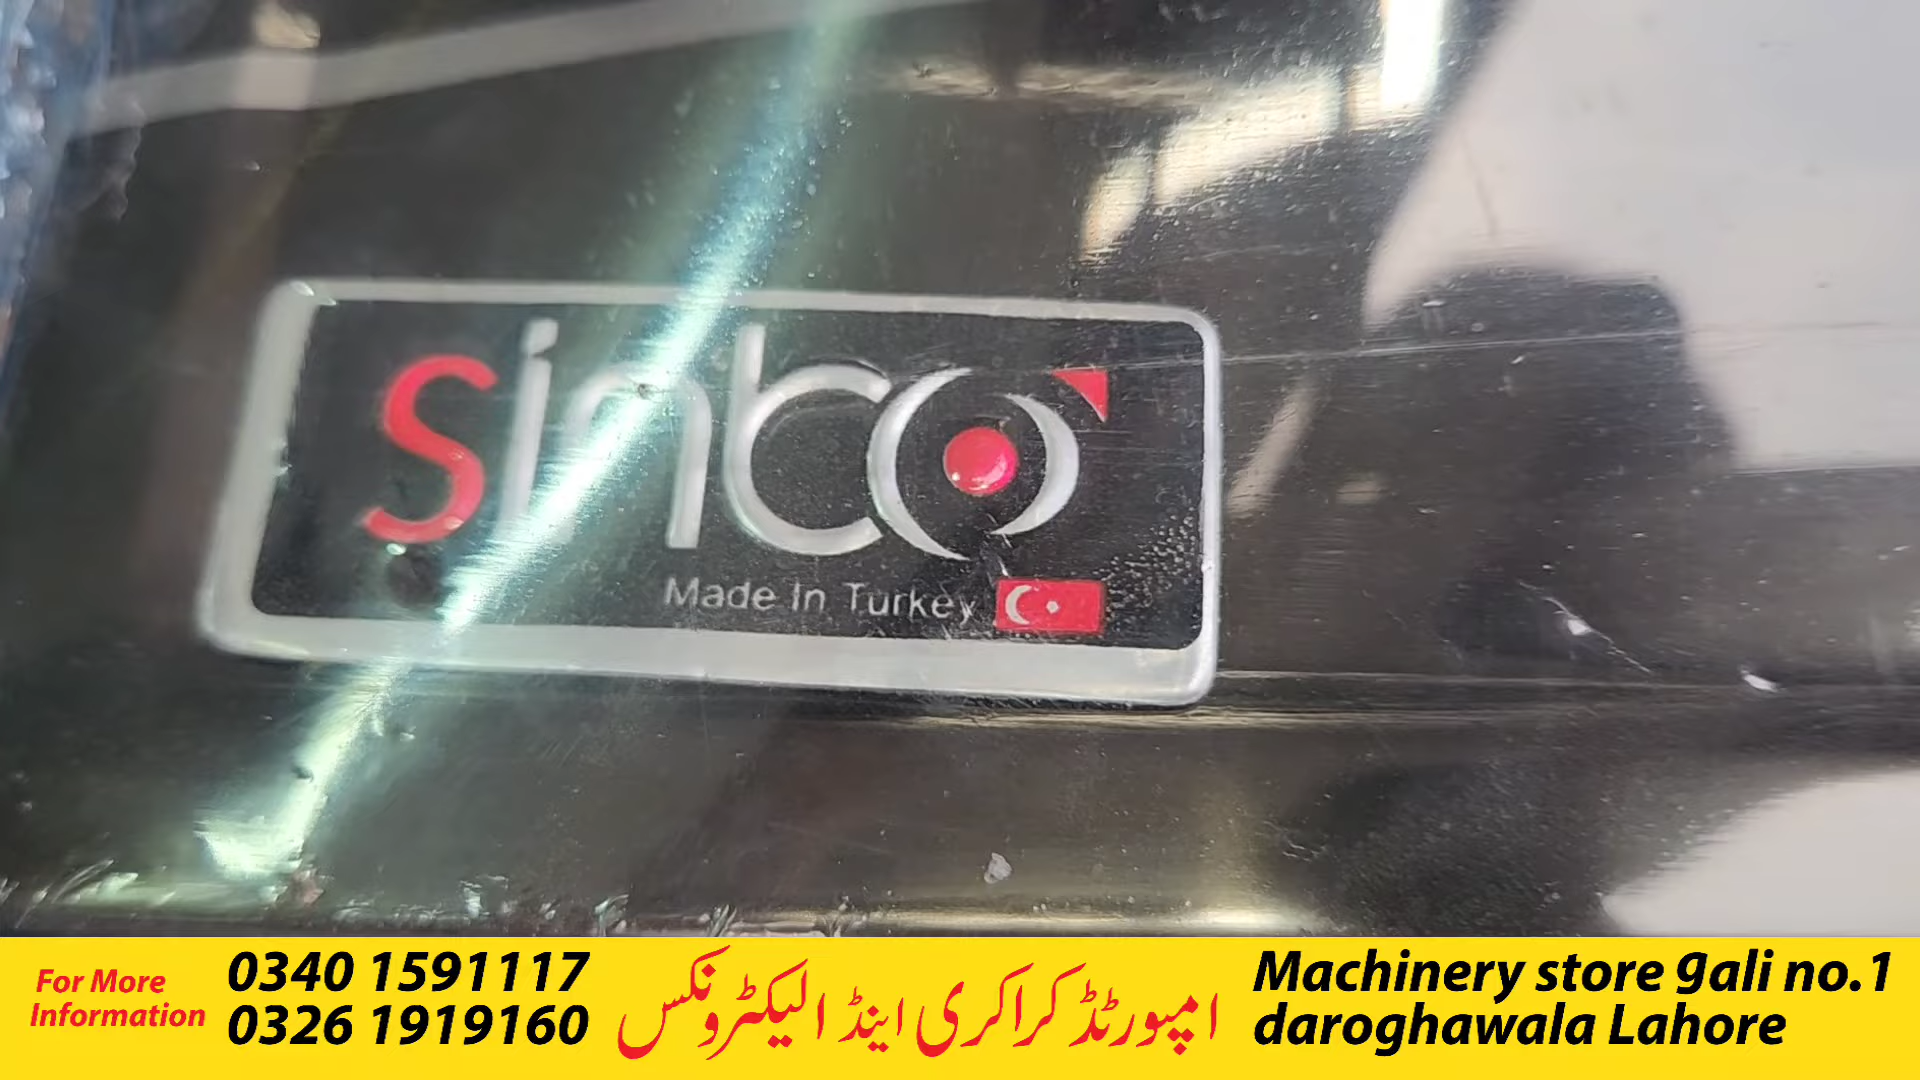 sinbo
Made In Turkey
For More
Information
0340 1591117
0326 1919160
امپورٹڈ کراکری اینڈ الیکٹرونکس
Machinery store gali no.1
daroghawala Lahore